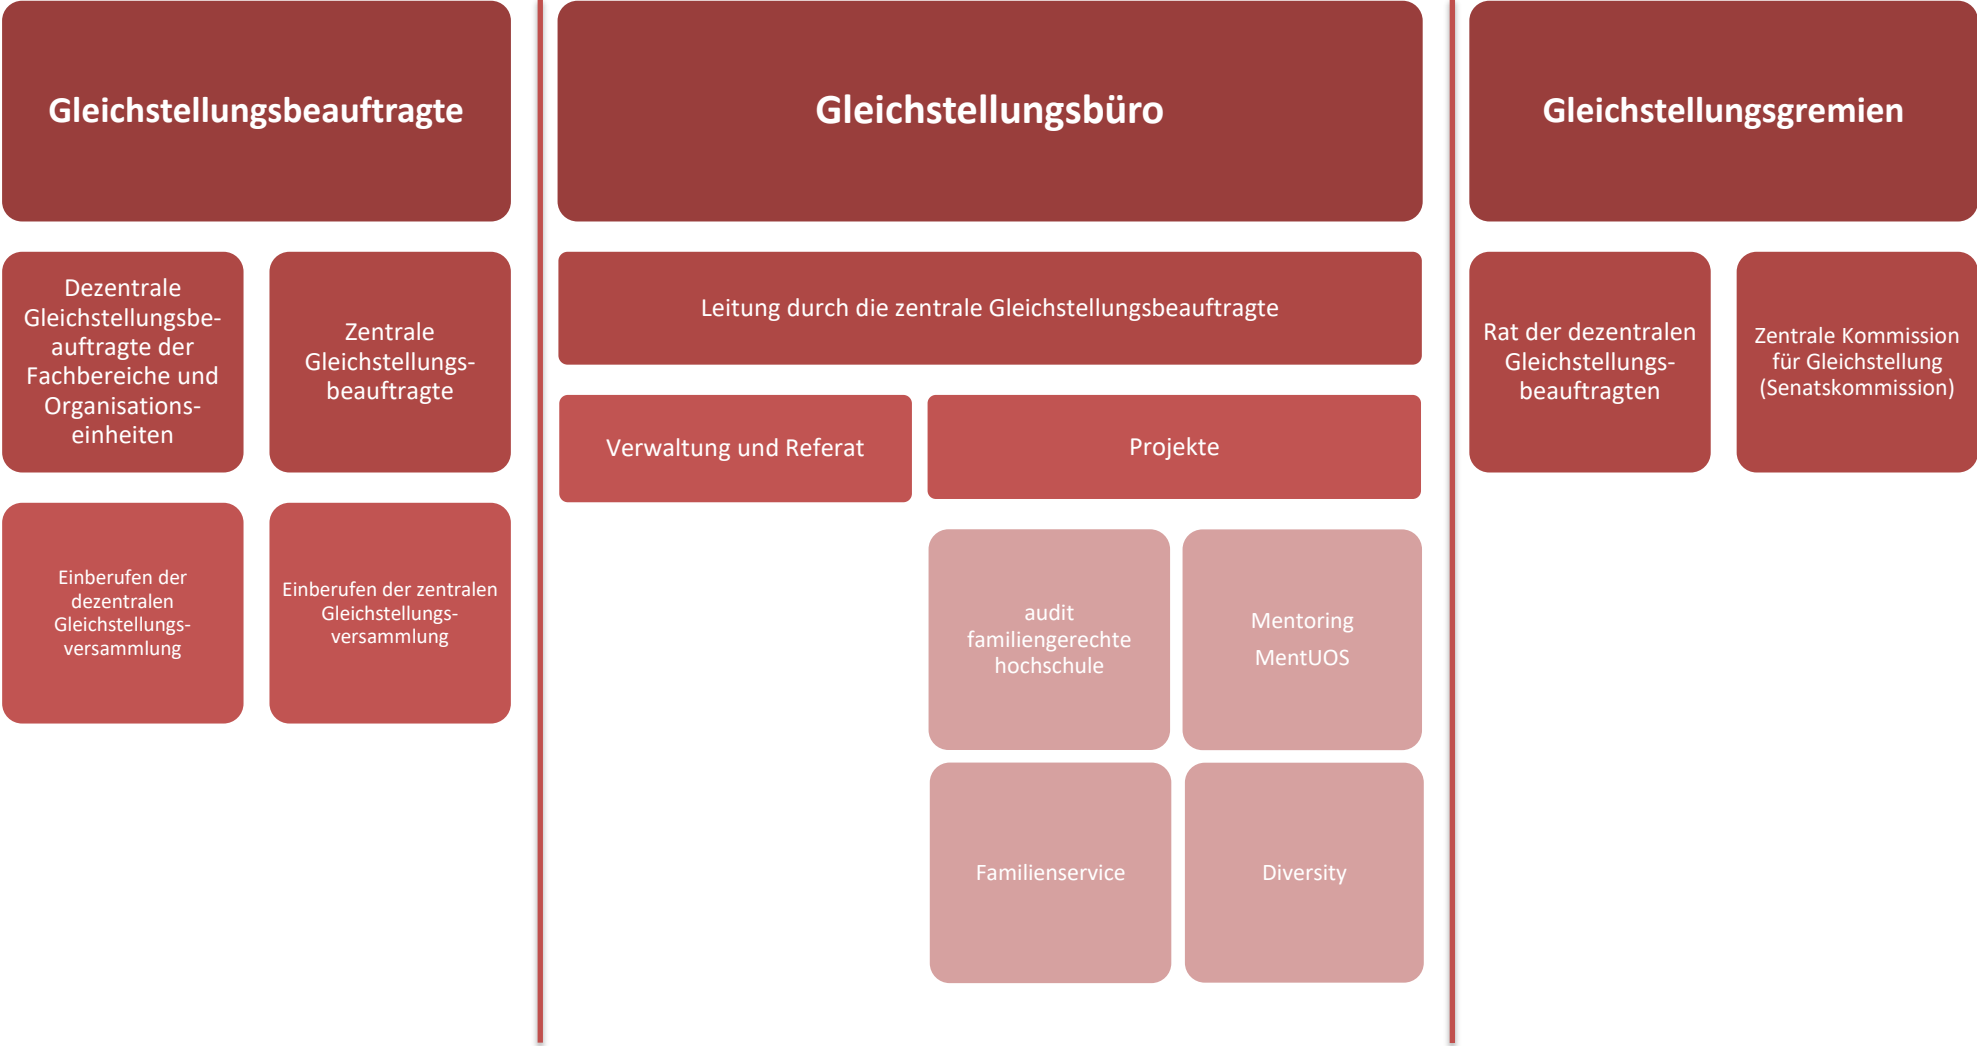 Gleichstellungsbeauftragte
Dezentrale
Gleichstellungsbe-
auftragte der
Fachbereiche und
Organisations-
einheiten
Zentrale
Gleichstellungs-
beauftragte
Einberufen der
dezentralen
Gleichstellungs-
versammlung
Einberufen der zentralen
Gleichstellungs-
versammlung
Gleichstellungsbüro
Leitung durch die zentrale Gleichstellungsbeauftragte
Verwaltung und Referat
Projekte
audit
familiengerechte
hochschule
Mentoring
MentUOS
Familienservice
Diversity
Gleichstellungsgremien
Rat der dezentralen
Gleichstellungs-
beauftragten
Zentrale Kommission
für Gleichstellung
(Senatskommission)